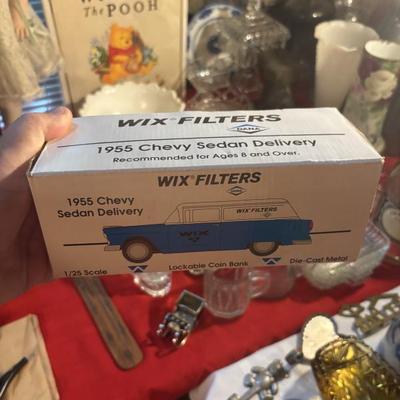 The
POOH
WIX® FILTERS
DANA
1955 Chevy Sedan Delivery
Recommended for Ages 8 and Over.
WIX® FILTERS
1955 Chevy
Sedan Delivery
WIX FILTERS
WIX
1/25 Scale
Lockable Coin Bank
Die-Cast Metal